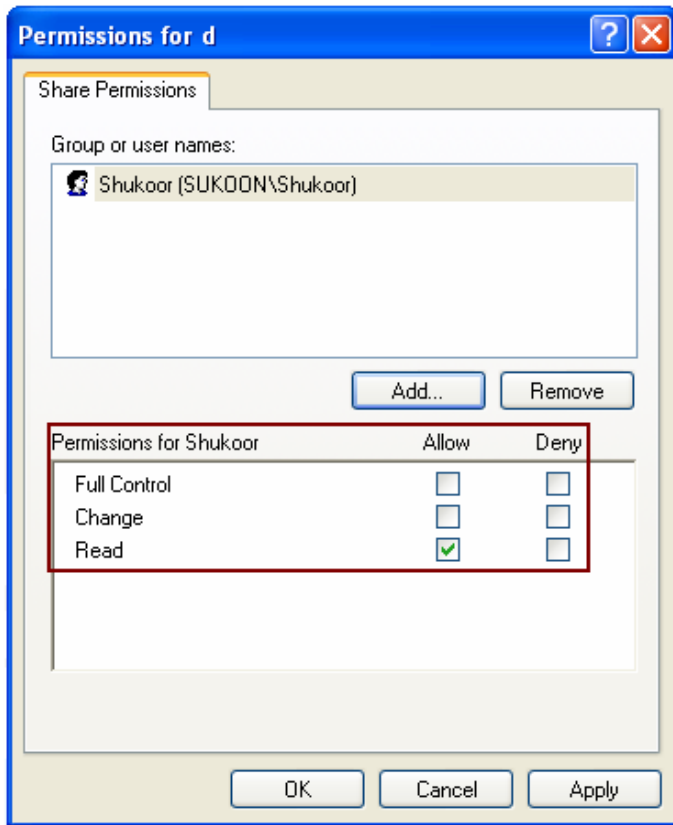 Permissions for d
Share Permissions
Group or user names:
Shukoor (SUKOON\Shukoor)
Add... Remove
Permissions for Shukoor Allow Deny
Full Control
Change
Read
OK Cancel Apply